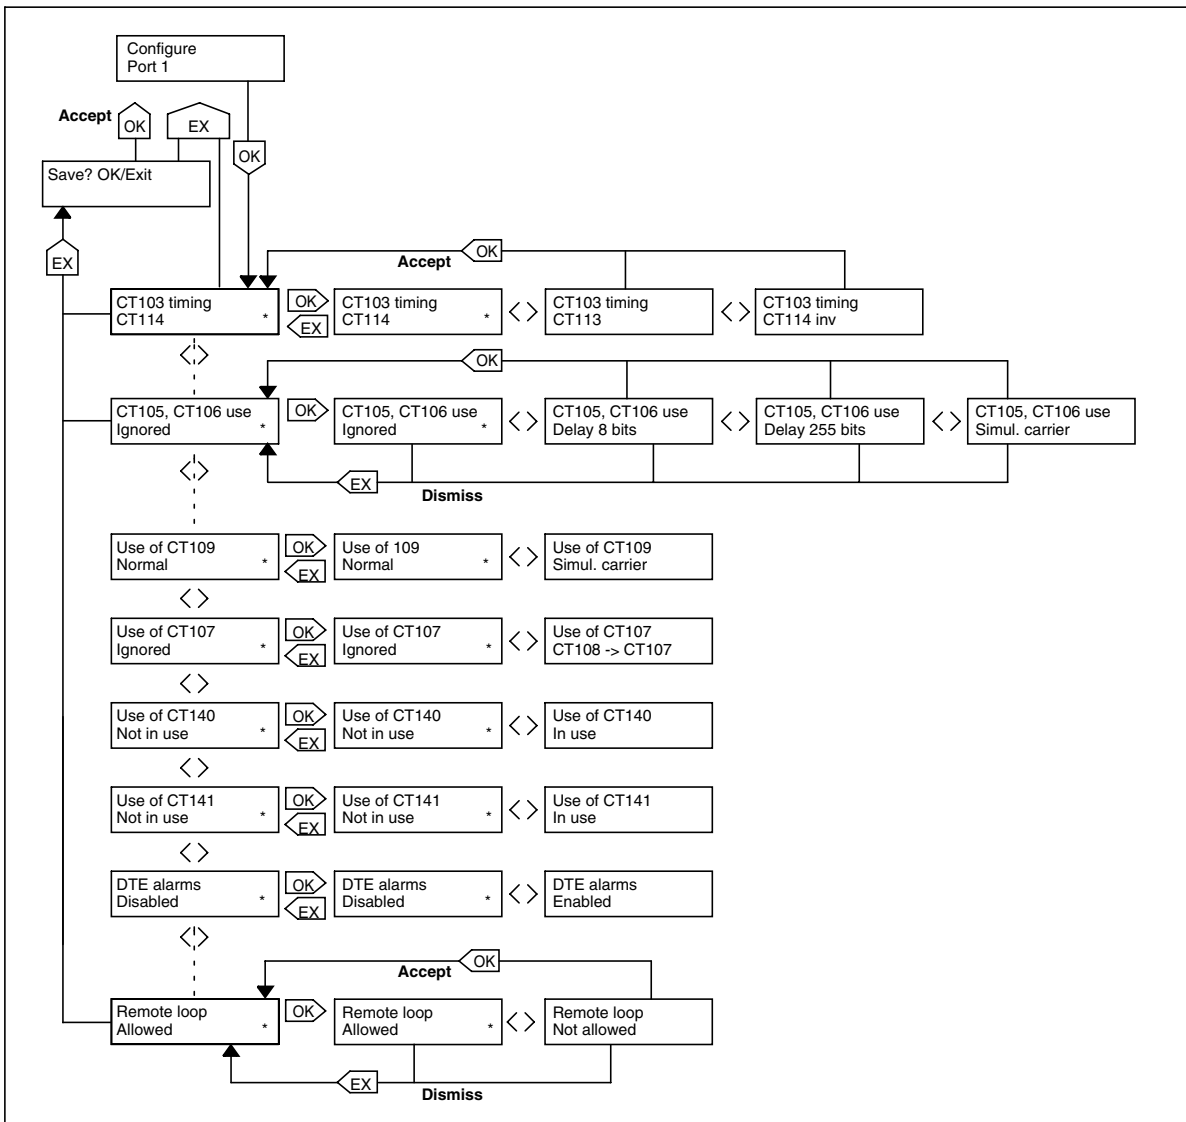 Configure
Port 1
Accept
OK
EX
OK
Save? OK/Exit
EX
OK
Accept
CT103 timing
CT114 *
OK
EX
CT103 timing
CT114 *
< >
CT103 timing
CT113
< >
CT103 timing
CT114 inv
< >
OK
CT105, CT106 use
Ignored *
OK
CT105, CT106 use
Ignored *
< >
CT105, CT106 use
Delay 8 bits
< >
CT105, CT106 use
Delay 255 bits
< >
CT105, CT106 use
Simul. carrier
< >
EX
Dismiss
Use of CT109
Normal *
OK
EX
Use of 109
Normal *
< >
Use of CT109
Simul. carrier
< >
Use of CT107
Ignored *
OK
EX
Use of CT107
Ignored *
< >
Use of CT107
CT108 -> CT107
< >
Use of CT140
Not in use *
OK
EX
Use of CT140
Not in use *
< >
Use of CT140
In use
< >
Use of CT141
Not in use *
OK
EX
Use of CT141
Not in use *
< >
Use of CT141
In use
< >
DTE alarms
Disabled *
OK
EX
DTE alarms
Disabled *
< >
DTE alarms
Enabled
< >
OK
Accept
Remote loop
Allowed *
OK
Remote loop
Allowed *
< >
Remote loop
Not allowed
EX
Dismiss